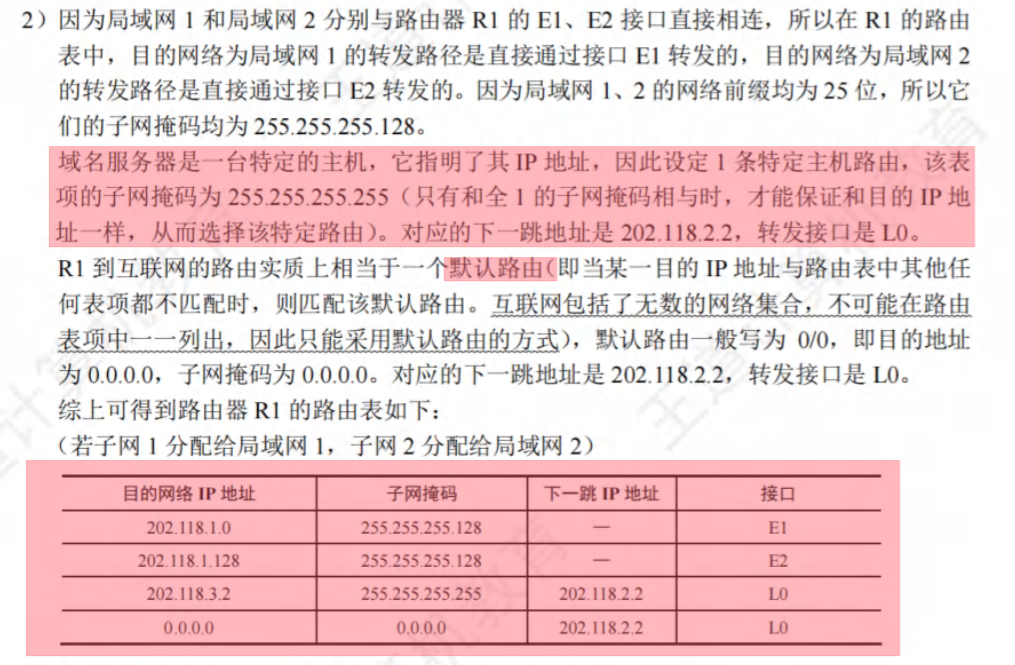 2）因为局域网 1 和局域网 2 分别与路由器 R1 的 E1、E2 接口直接相连，所以在 R1 的路由
表中，目的网络为局域网 1 的转发路径是直接通过接口 E1 转发的，目的网络为局域网 2
的转发路径是直接通过接口 E2 转发的。因为局域网 1、2 的网络前缀均为 25 位，所以它
们的子网掩码均为 255.255.255.128。
域名服务器是一台特定的主机，它指明了其 IP 地址，因此设定 1 条特定主机路由，该表
项的子网掩码为 255.255.255.255（只有和全 1 的子网掩码相与时，才能保证和目的 IP 地
址一样，从而选择该特定路由）。对应的下一跳地址是 202.118.2.2，转发接口是 L0。
R1 到互联网的路由实质上相当于一个默认路由（即当某一目的 IP 地址与路由表中其他任
何表项都不匹配时，则匹配该默认路由。互联网包括了无数的网络集合，不可能在路由
表项中一一列出，因此只能采用默认路由的方式），默认路由一般写为 0/0，即目的地址
为 0.0.0.0，子网掩码为 0.0.0.0。对应的下一跳地址是 202.118.2.2，转发接口是 L0。
综上可得到路由器 R1 的路由表如下：
（若子网 1 分配给局域网 1，子网 2 分配给局域网 2）
目的网络 IP 地址 子网掩码 下一跳 IP 地址 接口
202.118.1.0 255.255.255.128 — E1
202.118.1.128 255.255.255.128 — E2
202.118.3.2 255.255.255.255 202.118.2.2 L0
0.0.0.0 0.0.0.0 202.118.2.2 L0